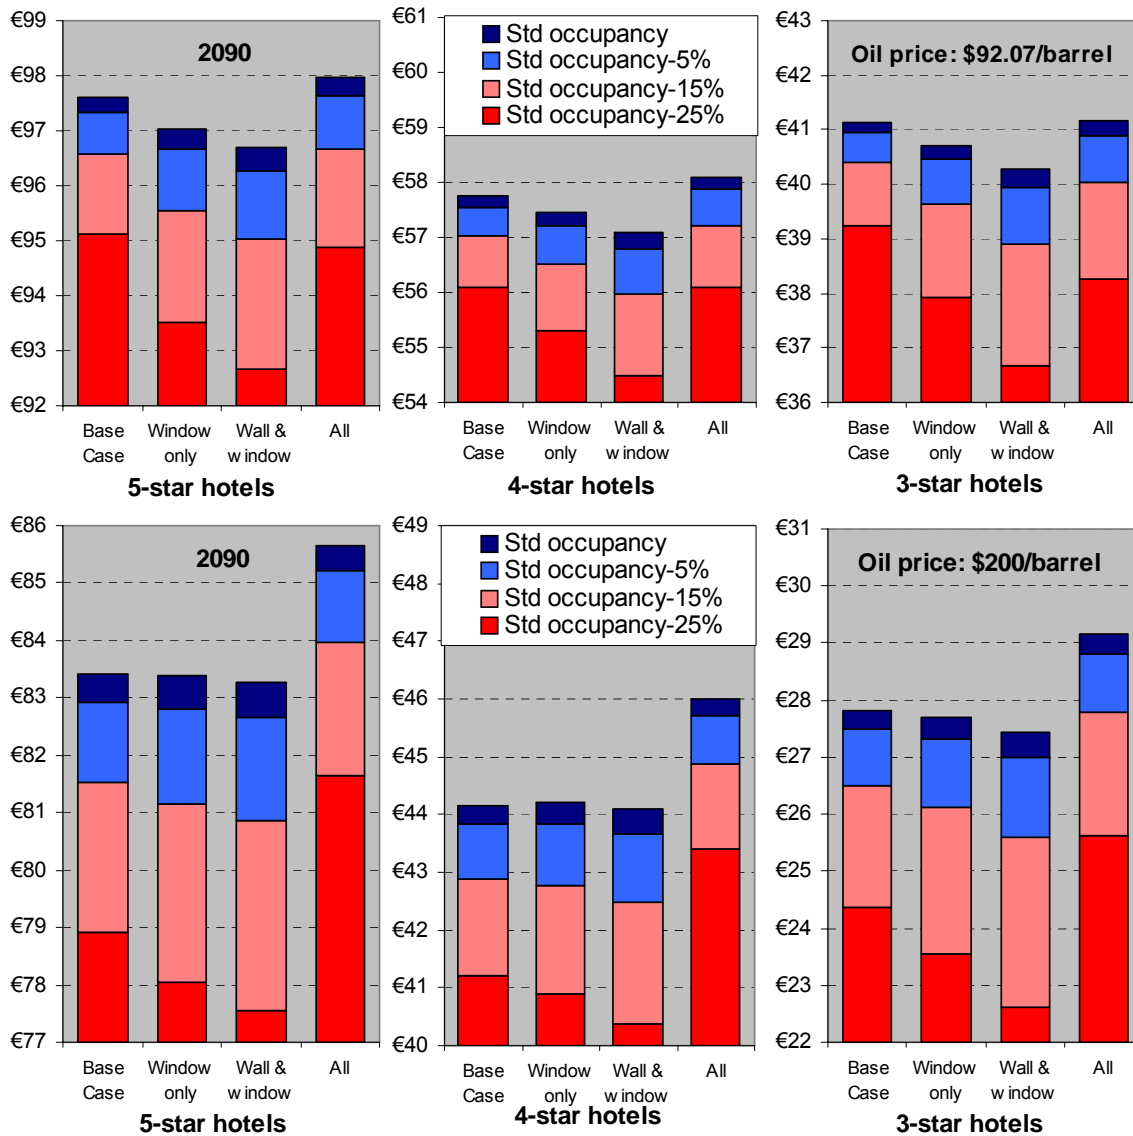 €99
€98
€97
€96
€95
€94
€93
€92
2090
Base Case
Window only
Wall & w indow
All
5-star hotels
€61
€60
€59
€58
€57
€56
€55
€54
Std occupancy
Std occupancy-5%
Std occupancy-15%
Std occupancy-25%
Base Case
Window only
Wall & w indow
All
4-star hotels
€43
€42
€41
€40
€39
€38
€37
€36
Oil price: $92.07/barrel
Base Case
Window only
Wall & w indow
All
3-star hotels
€86
€85
€84
€83
€82
€81
€80
€79
€78
€77
2090
Base Case
Window only
Wall & w indow
All
5-star hotels
€49
€48
€47
€46
€45
€44
€43
€42
€41
€40
Std occupancy
Std occupancy-5%
Std occupancy-15%
Std occupancy-25%
Base Case
Window only
Wall & w indow
All
4-star hotels
€31
€30
€29
€28
€27
€26
€25
€24
€23
€22
Oil price: $200/barrel
Base Case
Window only
Wall & w indow
All
3-star hotels